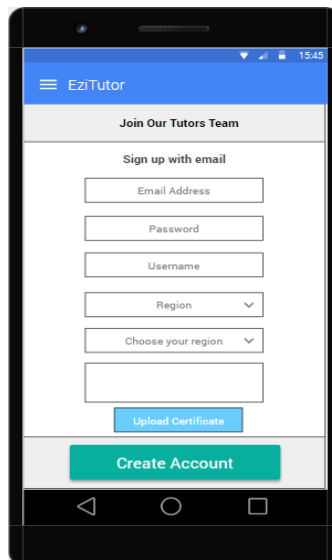 15:45
EziTutor
Join Our Tutors Team
Sign up with email
Email Address
Password
Username
Region
Choose your region
Upload Certificate
Create Account